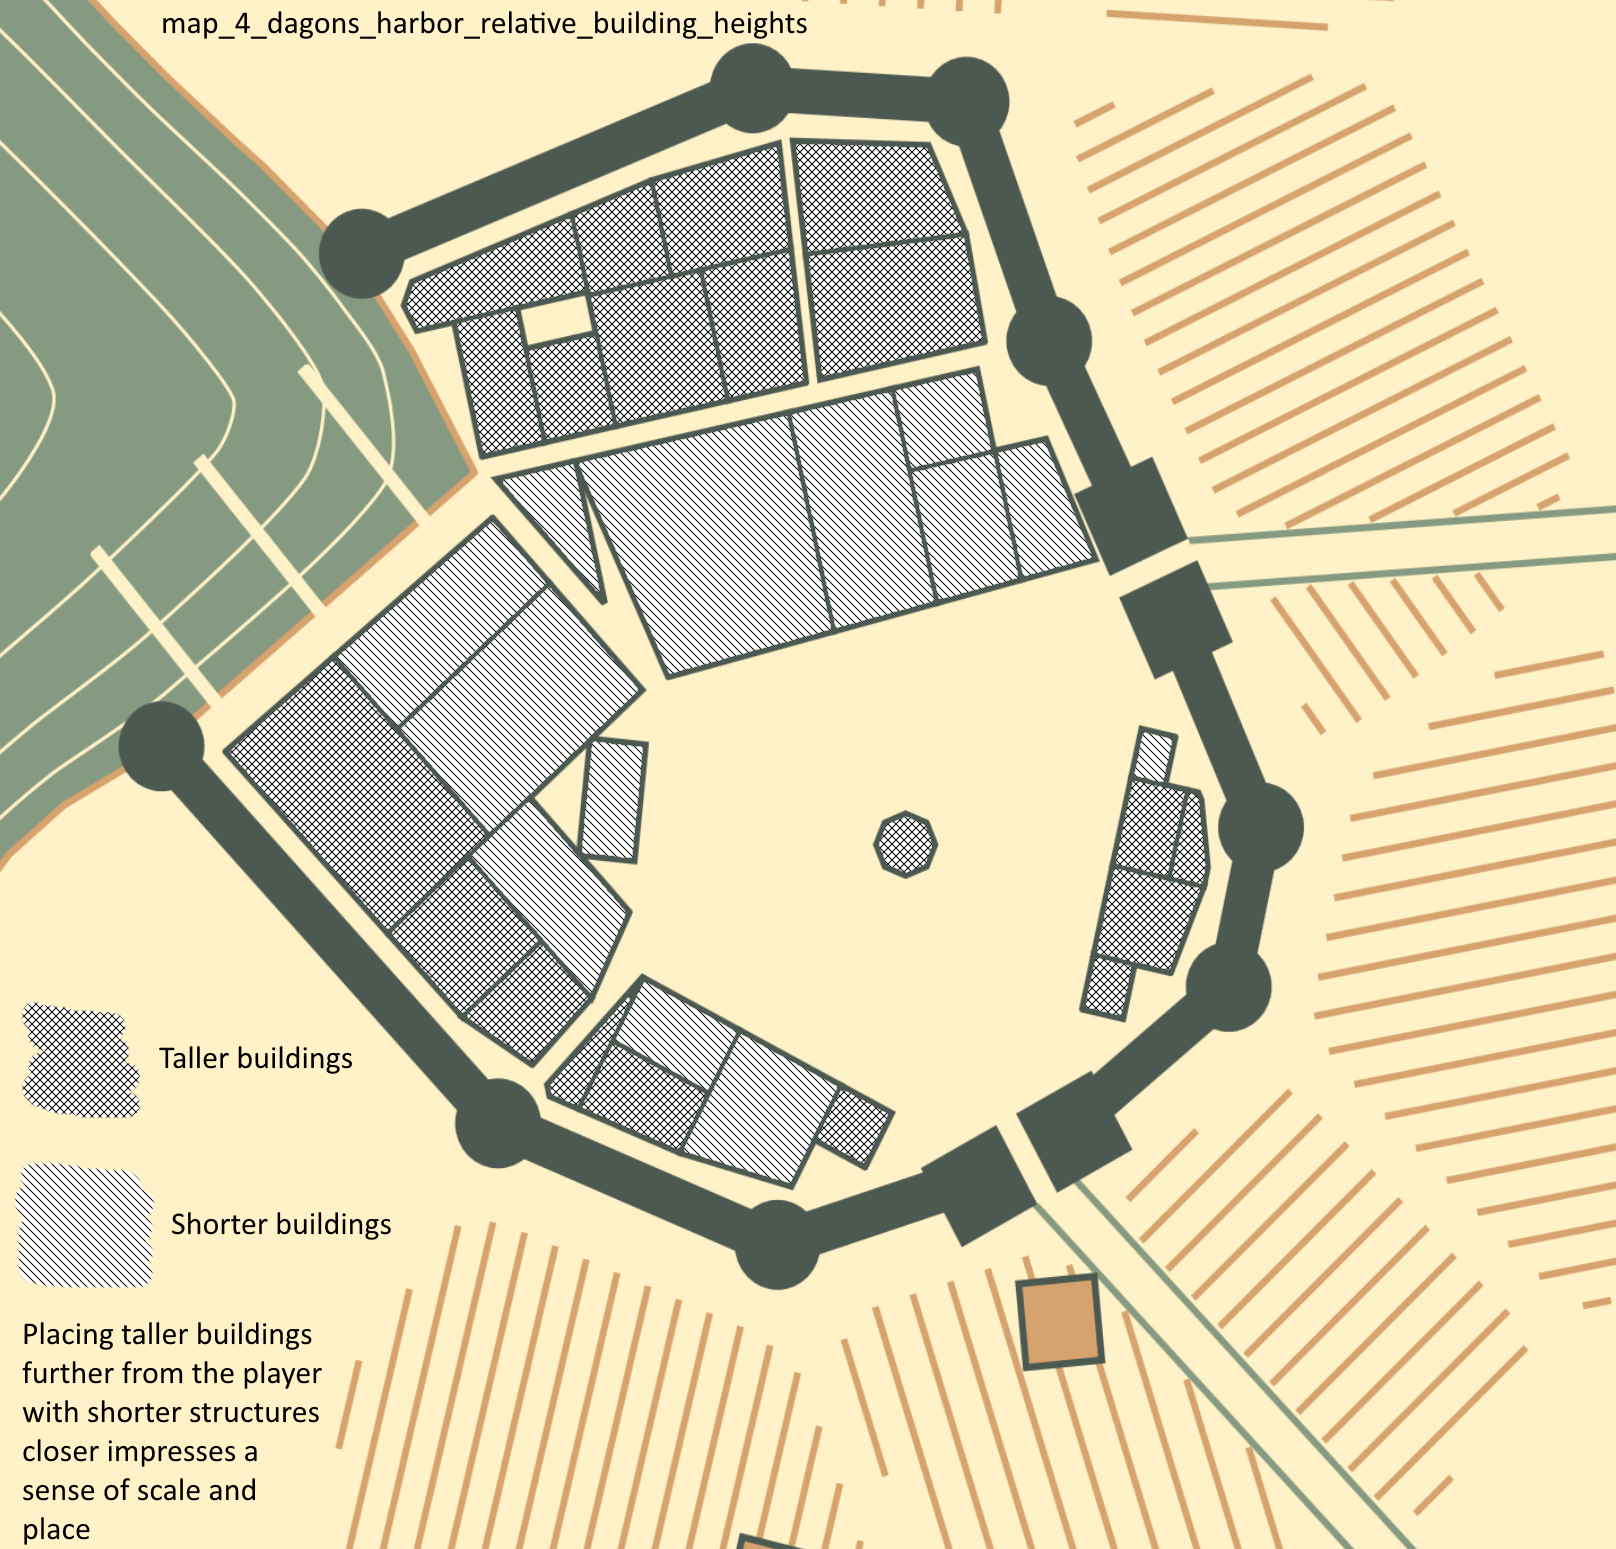 map_4_dagons_harbor_relative_building_heights
Taller buildings
Shorter buildings
Placing taller buildings
further from the player
with shorter structures
closer impresses a
sense of scale and
place